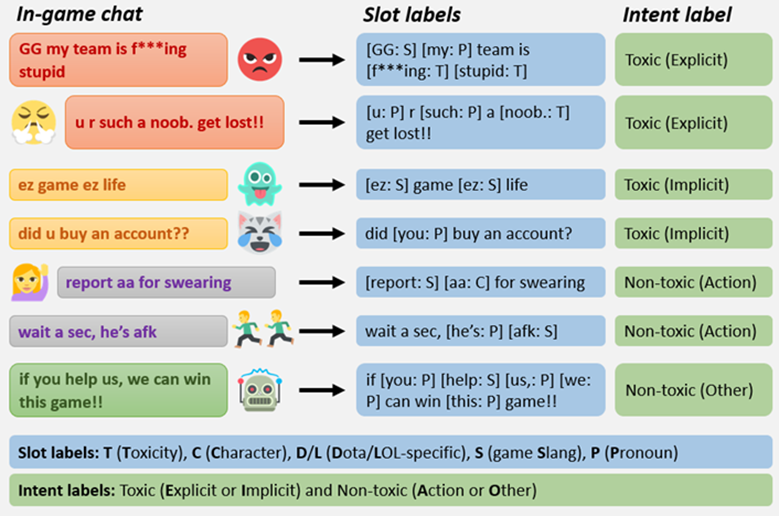 In-game chat
Slot labels
Intent label
GG my team is f***ing
stupid
[GG: S] [my: P] team is
[f***ing: T] [stupid: T]
Toxic (Explicit)
u r such a noob. get lost!!
[u: P] r [such: P] a [noob.: T]
get lost!!
Toxic (Explicit)
ez game ez life
[ez: S] game [ez: S] life
Toxic (Implicit)
did u buy an account??
did [you: P] buy an account?
Toxic (Implicit)
report aa for swearing
[report: S] [aa: C] for swearing
Non-toxic (Action)
wait a sec, he's afk
wait a sec, [he's: P] [afk: S]
Non-toxic (Action)
if you help us, we can win
this game!!
if [you: P] [help: S] [us,: P] [we:
P] can win [this: P] game!!
Non-toxic (Other)
Slot labels: T (Toxicity), C (Character), D/L (Dota/LOL-specific), S (game Slang), P (Pronoun)
Intent labels: Toxic (Explicit or Implicit) and Non-toxic (Action or Other)